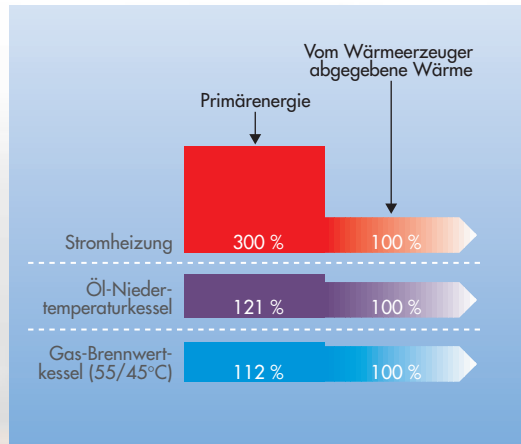 Vom Wärmeerzeuger
abgegebene Wärme
Primärenergie
Stromheizung
300 %
100 %
Öl-Nieder-
temperaturkessel
121 %
100 %
Gas-Brennwert-
kessel (55/45°C)
112 %
100 %